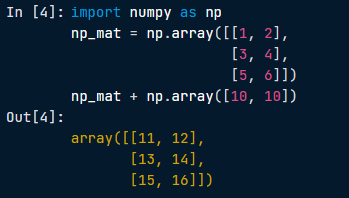 In [4]: import numpy as np
np_mat = np.array([[1, 2],
[3, 4],
[5, 6]])
np_mat + np.array([10, 10])
Out[4]:
array([[11, 12],
[13, 14],
[15, 16]])